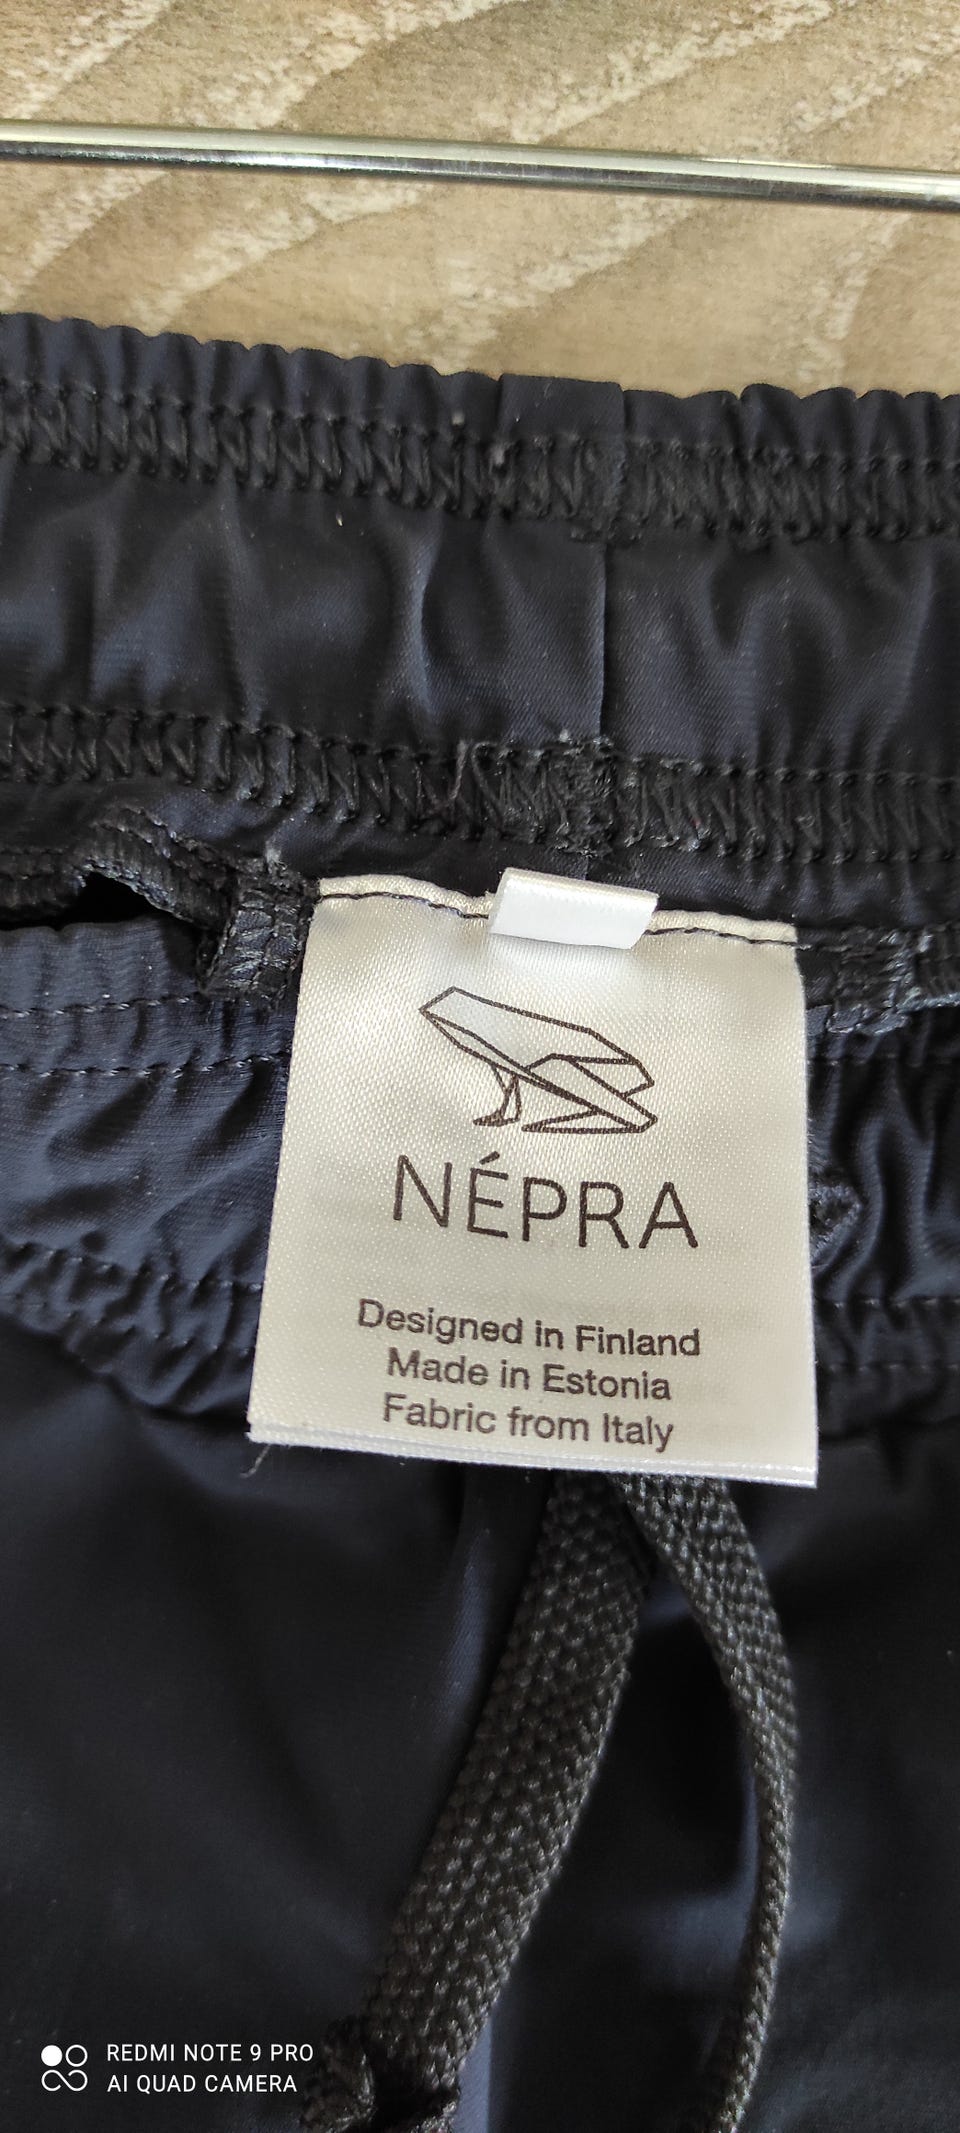 NÉPRA
Designed in Finland
Made in Estonia
Fabric from Italy
REDMI NOTE 9 PRO
AI QUAD CAMERA